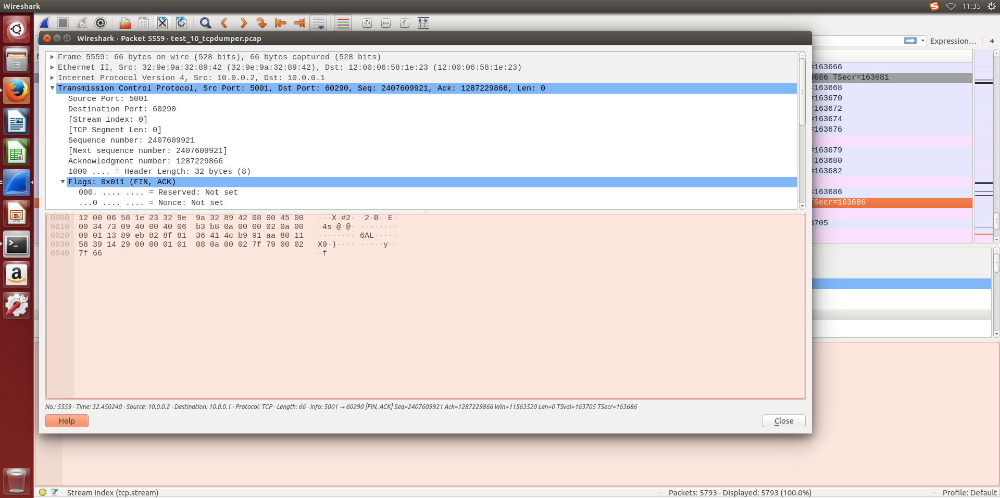 Wireshark
11:35
Wireshark · Packet 5559 · test_10_tcpdumper.pcap
Expression…
+
Frame 5559: 66 bytes on wire (528 bits), 66 bytes captured (528 bits)
Ethernet II, Src: 32:9e:9a:32:89:42 (32:9e:9a:32:89:42), Dst: 12:00:06:58:1e:23 (12:00:06:58:1e:23)
Internet Protocol Version 4, Src: 10.0.0.2, Dst: 10.0.0.1
Transmission Control Protocol, Src Port: 5001, Dst Port: 60290, Seq: 2407609921, Ack: 1287229866, Len: 0
Source Port: 5001
Destination Port: 60290
[Stream index: 0]
[TCP Segment Len: 0]
Sequence number: 2407609921
[Next sequence number: 2407609921]
Acknowledgment number: 1287229866
1000 .... = Header Length: 32 bytes (8)
Flags: 0x011 (FIN, ACK)
000. .... .... = Reserved: Not set
...0 .... .... = Nonce: Not set
=163666
3686 TSecr=163681
=163668
=163670
=163672
=163674
=163676
=163679
=163680
=163682
=163686
TSecr=163686
3705
0000 12 00 06 58 1e 23 32 9e 9a 32 89 42 08 00 45 00 ···X·#2· ·2·B··E·
0010 00 34 73 09 40 00 40 06 b3 b8 0a 00 00 02 0a 00 ·4s·@·@· ········
0020 00 01 13 89 eb 82 8f 81 36 41 4c b9 91 aa 80 11 ········ 6AL·····
0030 58 39 14 29 00 00 01 01 08 0a 00 02 7f 79 00 02 X9·)···· ·····y··
0040 7f 66 ·f
No.: 5559 · Time: 32.450240 · Source: 10.0.0.2 · Destination: 10.0.0.1 · Protocol: TCP · Length: 66 · Info: 5001 → 60290 [FIN, ACK] Seq=2407609921 Ack=1287229866 Win=11563520 Len=0 TSval=163705 TSecr=163686
Help
Close
Stream index (tcp.stream)
Packets: 5793 · Displayed: 5793 (100.0%)
Profile: Default